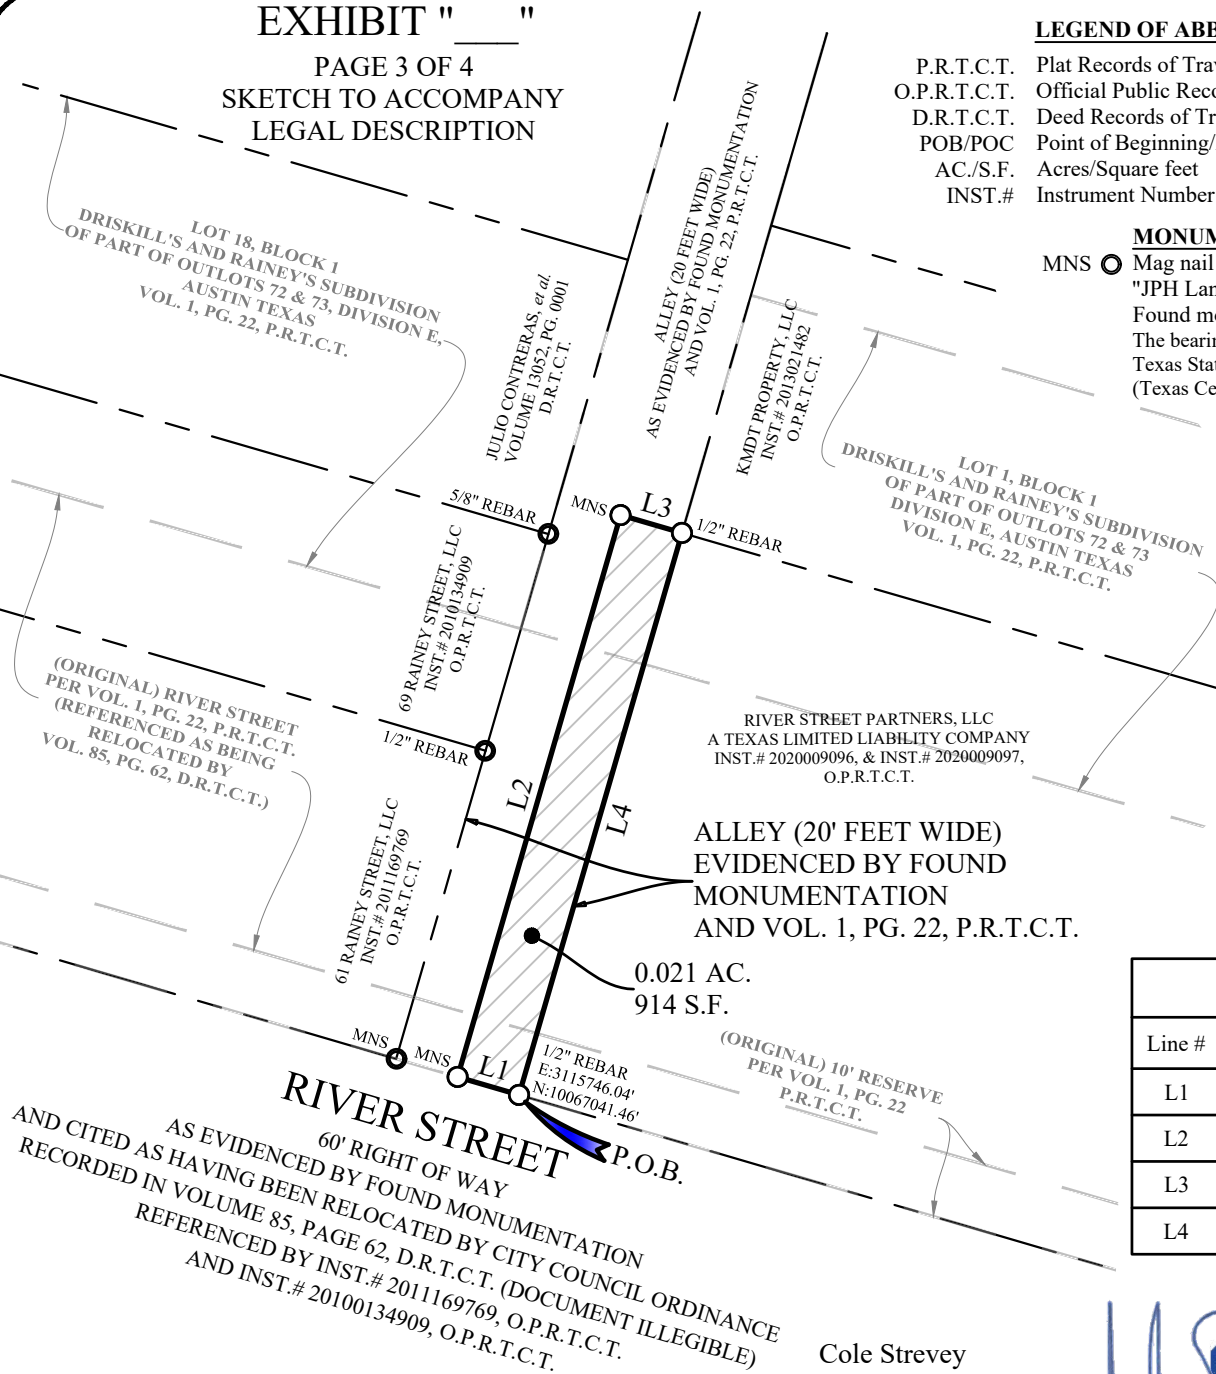 EXHIBIT "___"
PAGE 3 OF 4
SKETCH TO ACCOMPANY
LEGAL DESCRIPTION
LEGEND OF ABB
P.R.T.C.T. Plat Records of Trav
O.P.R.T.C.T. Official Public Reco
D.R.T.C.T. Deed Records of Tr
POB/POC Point of Beginning/
AC./S.F. Acres/Square feet
INST.# Instrument Number
MONUM
MNS Mag nail
"JPH Lan
Found mo
The bearin
Texas Stat
(Texas Ce
LOT 18, BLOCK 1
DRISKILL'S AND RAINEY'S SUBDIVISION
OF PART OF OUTLOTS 72 & 73, DIVISION E,
AUSTIN TEXAS
VOL. 1, PG. 22, P.R.T.C.T.
JULIO CONTRERAS, et al.
VOLUME 13052, PG. 0001
D.R.T.C.T.
ALLEY (20 FEET WIDE)
AS EVIDENCED BY FOUND MONUMENTATION
AND VOL. 1, PG. 22, P.R.T.C.T.
KMDT PROPERTY, LLC
INST.# 2013021482
O.P.R.T.C.T.
LOT 1, BLOCK 1
DRISKILL'S AND RAINEY'S SUBDIVISION
OF PART OF OUTLOTS 72 & 73
DIVISION E, AUSTIN TEXAS
VOL. 1, PG. 22, P.R.T.C.T.
5/8" REBAR
MNS
L3
1/2" REBAR
69 RAINEY STREET, LLC
INST.# 2010134909
O.P.R.T.C.T.
(ORIGINAL) RIVER STREET
PER VOL. 1, PG. 22, P.R.T.C.T.
(REFERENCED AS BEING
RELOCATED BY
VOL. 85, PG. 62, D.R.T.C.T.)
1/2" REBAR
L2
L4
RIVER STREET PARTNERS, LLC
A TEXAS LIMITED LIABILITY COMPANY
INST.# 2020009096, & INST.# 2020009097,
O.P.R.T.C.T.
61 RAINEY STREET, LLC
INST.# 2011169769
O.P.R.T.C.T.
ALLEY (20' FEET WIDE)
EVIDENCED BY FOUND
MONUMENTATION
AND VOL. 1, PG. 22, P.R.T.C.T.
0.021 AC.
914 S.F.
MNS
MNS
L1
1/2" REBAR
E:3115746.04'
N:10067041.46'
P.O.B.
(ORIGINAL) 10' RESERVE
PER VOL. 1, PG. 22
P.R.T.C.T.
RIVER STREET
60' RIGHT OF WAY
AS EVIDENCED BY FOUND MONUMENTATION
AND CITED AS HAVING BEEN RELOCATED BY CITY COUNCIL ORDINANCE
RECORDED IN VOLUME 85, PAGE 62, D.R.T.C.T. (DOCUMENT ILLEGIBLE)
REFERENCED BY INST.# 2011169769, O.P.R.T.C.T.
AND INST.# 20100134909, O.P.R.T.C.T.
Line #
L1
L2
L3
L4
Cole Strevey